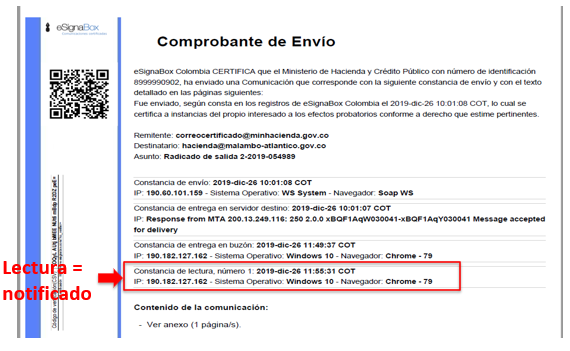 eSignaBox
Comprobante de Envío
eSignaBox Colombia CERTIFICA que el Ministerio de Hacienda y Crédito Público con número de identificación
8999990902, ha enviado una Comunicación que corresponde con la siguiente constancia de envío y con el texto
detallado en las páginas siguientes:
Fue enviado, según consta en los registros de eSignaBox Colombia el 2019-dic-26 10:01:08 COT, lo cual se
certifica a instancias del propio interesado a los efectos probatorios conforme a derecho que estime pertinentes.
Remitente: correocertificado@minhacienda.gov.co
Destinatario: hacienda@malambo-atlantico.gov.co
Asunto: Radicado de salida 2-2019-054989
Constancia de envío: 2019-dic-26 10:01:08 COT
IP: 190.60.101.159 - Sistema Operativo: WS System - Navegador: Soap WS
Constancia de entrega en servidor destino: 2019-dic-26 10:01:07 COT
IP: Response from MTA 200.13.249.116: 250 2.0.0 xBQF1AqW030041-xBQF1AqY030041 Message accepted
for delivery
Constancia de entrega en buzón: 2019-dic-26 11:49:37 COT
IP: 190.182.127.162 - Sistema Operativo: Windows 10 - Navegador: Chrome - 79
Constancia de lectura, número 1: 2019-dic-26 11:55:31 COT
IP: 190.182.127.162 - Sistema Operativo: Windows 10 - Navegador: Chrome - 79
Lectura =
notificado
Contenido de la comunicación:
- Ver anexo (1 página/s).